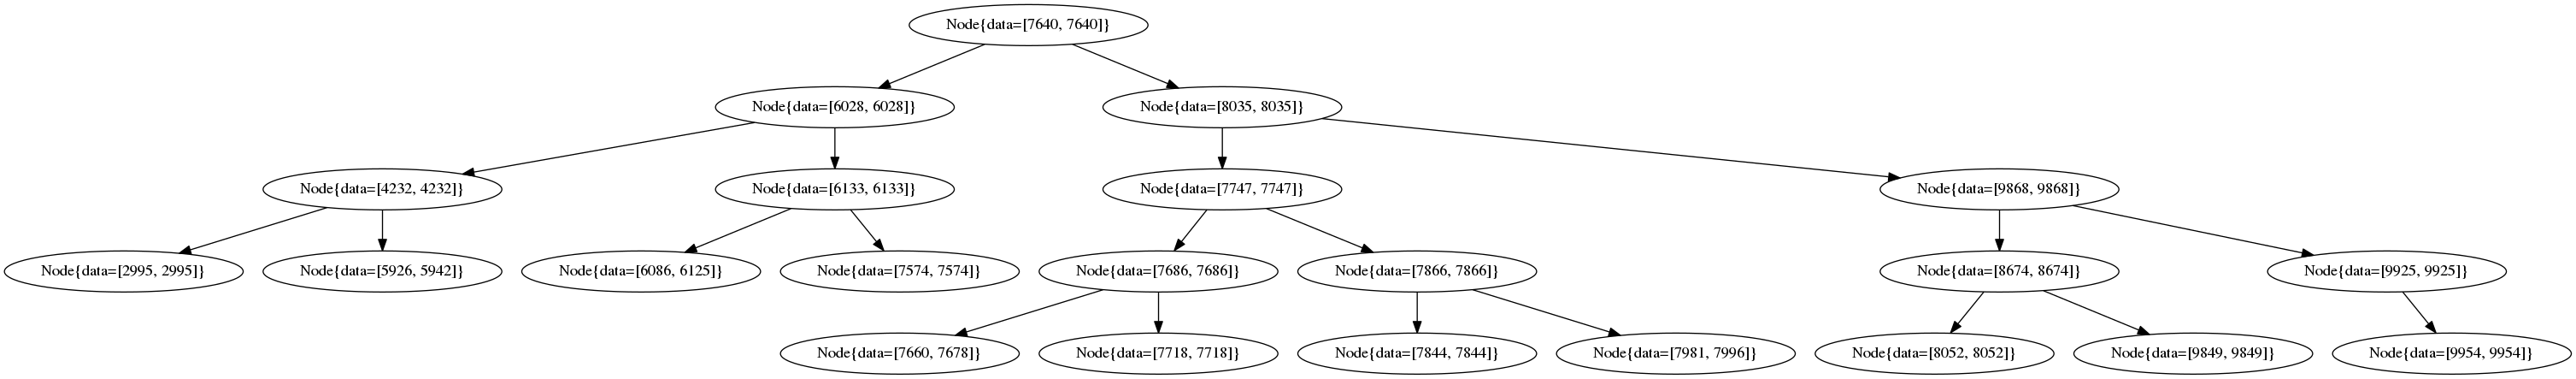 Node{data=[7640, 7640]}
Node{data=[6028, 6028]}
Node{data=[8035, 8035]}
Node{data=[4232, 4232]}
Node{data=[6133, 6133]}
Node{data=[7747, 7747]}
Node{data=[9868, 9868]}
Node{data=[2995, 2995]}
Node{data=[5926, 5942]}
Node{data=[6086, 6125]}
Node{data=[7574, 7574]}
Node{data=[7686, 7686]}
Node{data=[7866, 7866]}
Node{data=[8674, 8674]}
Node{data=[9925, 9925]}
Node{data=[7660, 7678]}
Node{data=[7718, 7718]}
Node{data=[7844, 7844]}
Node{data=[7981, 7996]}
Node{data=[8052, 8052]}
Node{data=[9849, 9849]}
Node{data=[9954, 9954]}